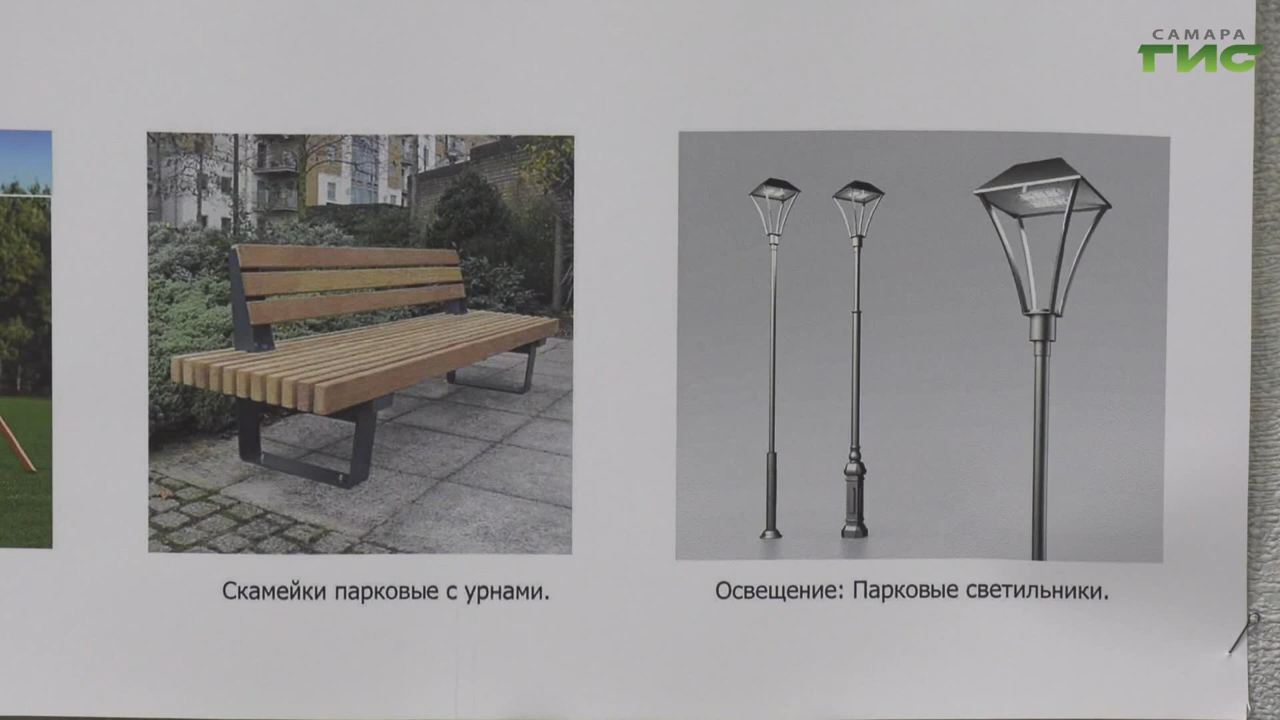 САМАРА
ГИС
Скамейки парковые с урнами.
Освещение: Парковые светильники.